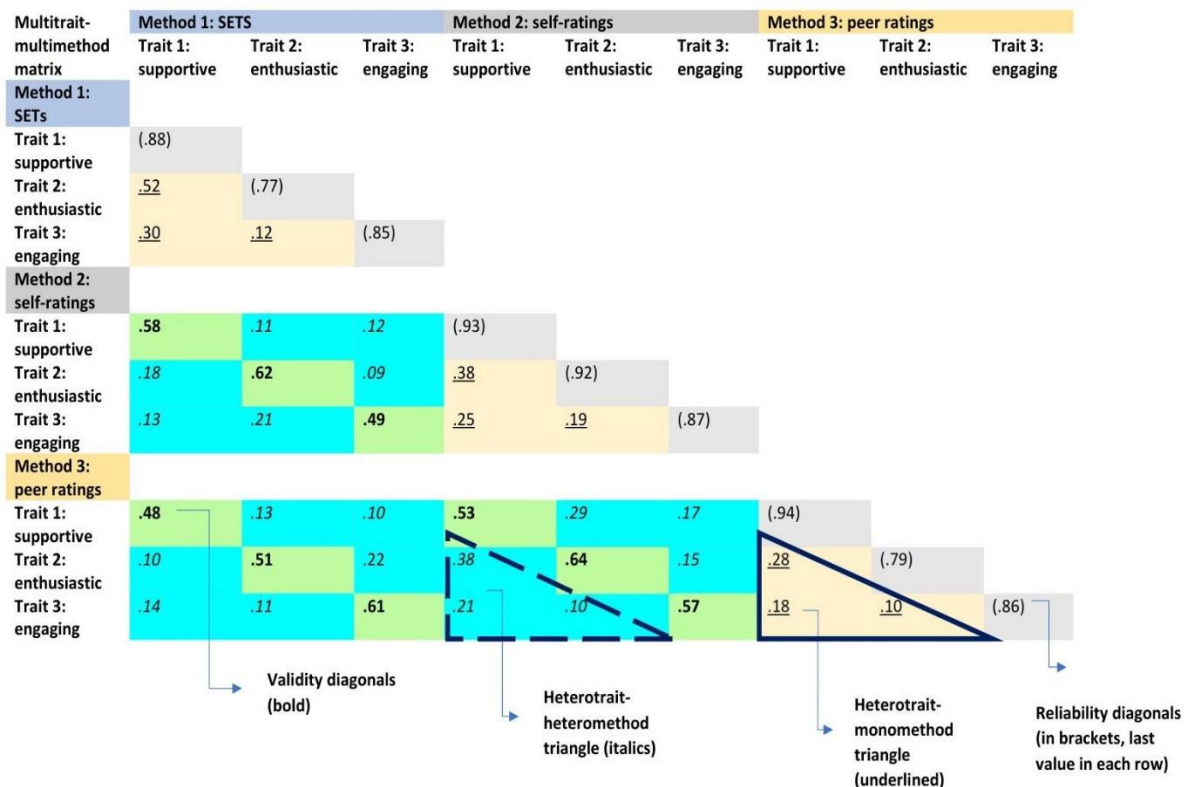 Multitrait- Method 1: SETS Method 2: self-ratings Method 3: peer ratings
multimethod Trait 1: Trait 2: Trait 3: Trait 1: Trait 2: Trait 3: Trait 1: Trait 2: Trait 3:
matrix supportive enthusiastic engaging supportive enthusiastic engaging supportive enthusiastic engaging
Method 1:
SETs
Trait 1: (.88)
supportive
Trait 2: .52 (.77)
enthusiastic
Trait 3: .30 .12 (.85)
engaging
Method 2:
self-ratings
Trait 1: .58 .11 .12 (.93)
supportive
Trait 2: .18 .62 .09 .38 (.92)
enthusiastic
Trait 3: .13 .21 .49 .25 .19 (.87)
engaging
Method 3:
peer ratings
Trait 1: .48 .13 .10 .53 .29 .17 (.94)
supportive
Trait 2: .10 .51 .22 .38 .64 .15 .28 (.79)
enthusiastic
Trait 3: .14 .11 .61 .21 .10 .57 .18 .10 (.86)
engaging
Validity diagonals
(bold)
Heterotrait-
heteromethod
triangle (italics)
Heterotrait-
monomethod
triangle
(underlined)
Reliability diagonals
(in brackets, last
value in each row)